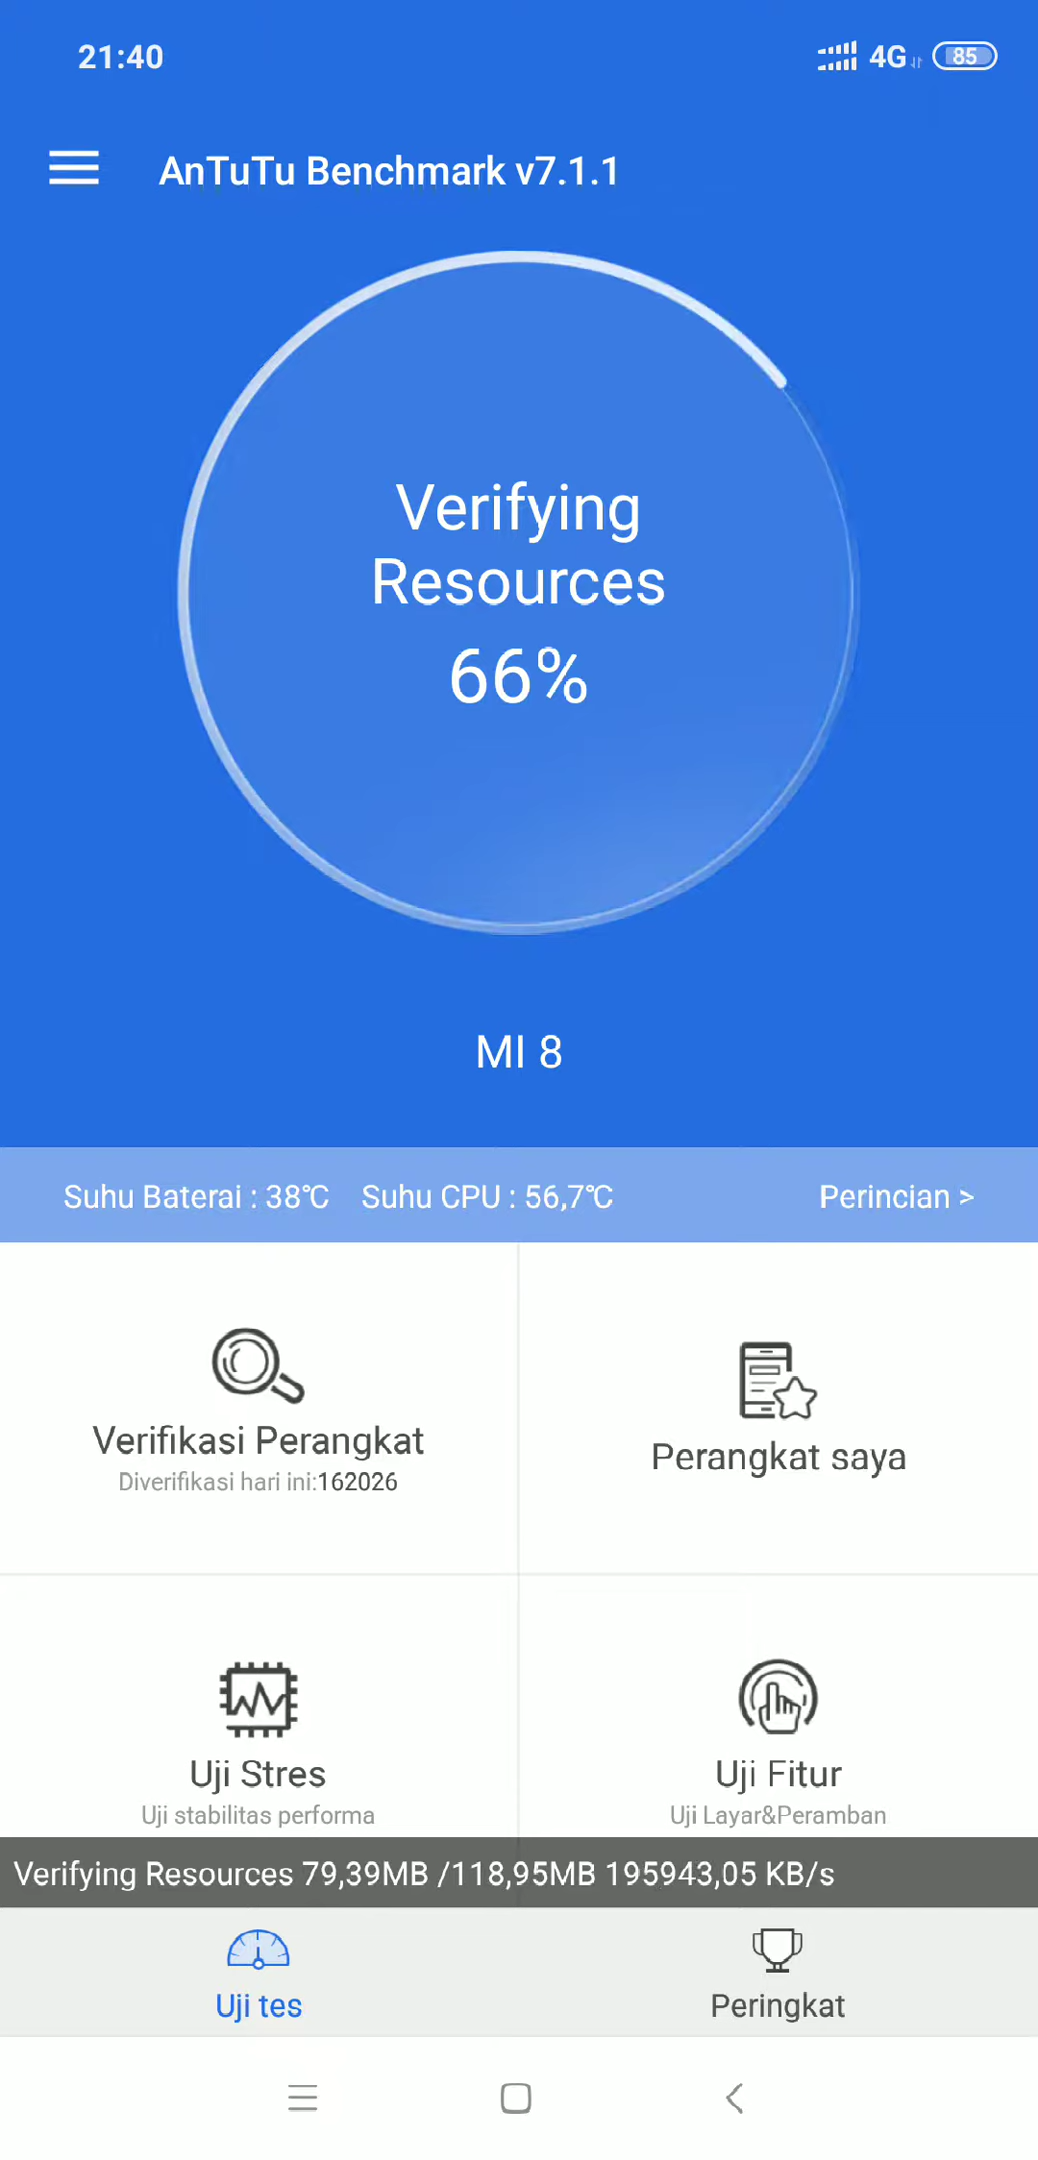 21:40
4G
85
AnTuTu Benchmark v7.1.1
Verifying
Resources
66%
MI 8
Suhu Baterai : 38℃ Suhu CPU : 56,7℃ Perincian >
Verifikasi Perangkat
Diverifikasi hari ini:162026
Perangkat saya
Uji Stres
Uji stabilitas performa
Uji Fitur
Uji Layar&Peramban
Verifying Resources 79,39MB /118,95MB 195943,05 KB/s
Uji tes
Peringkat